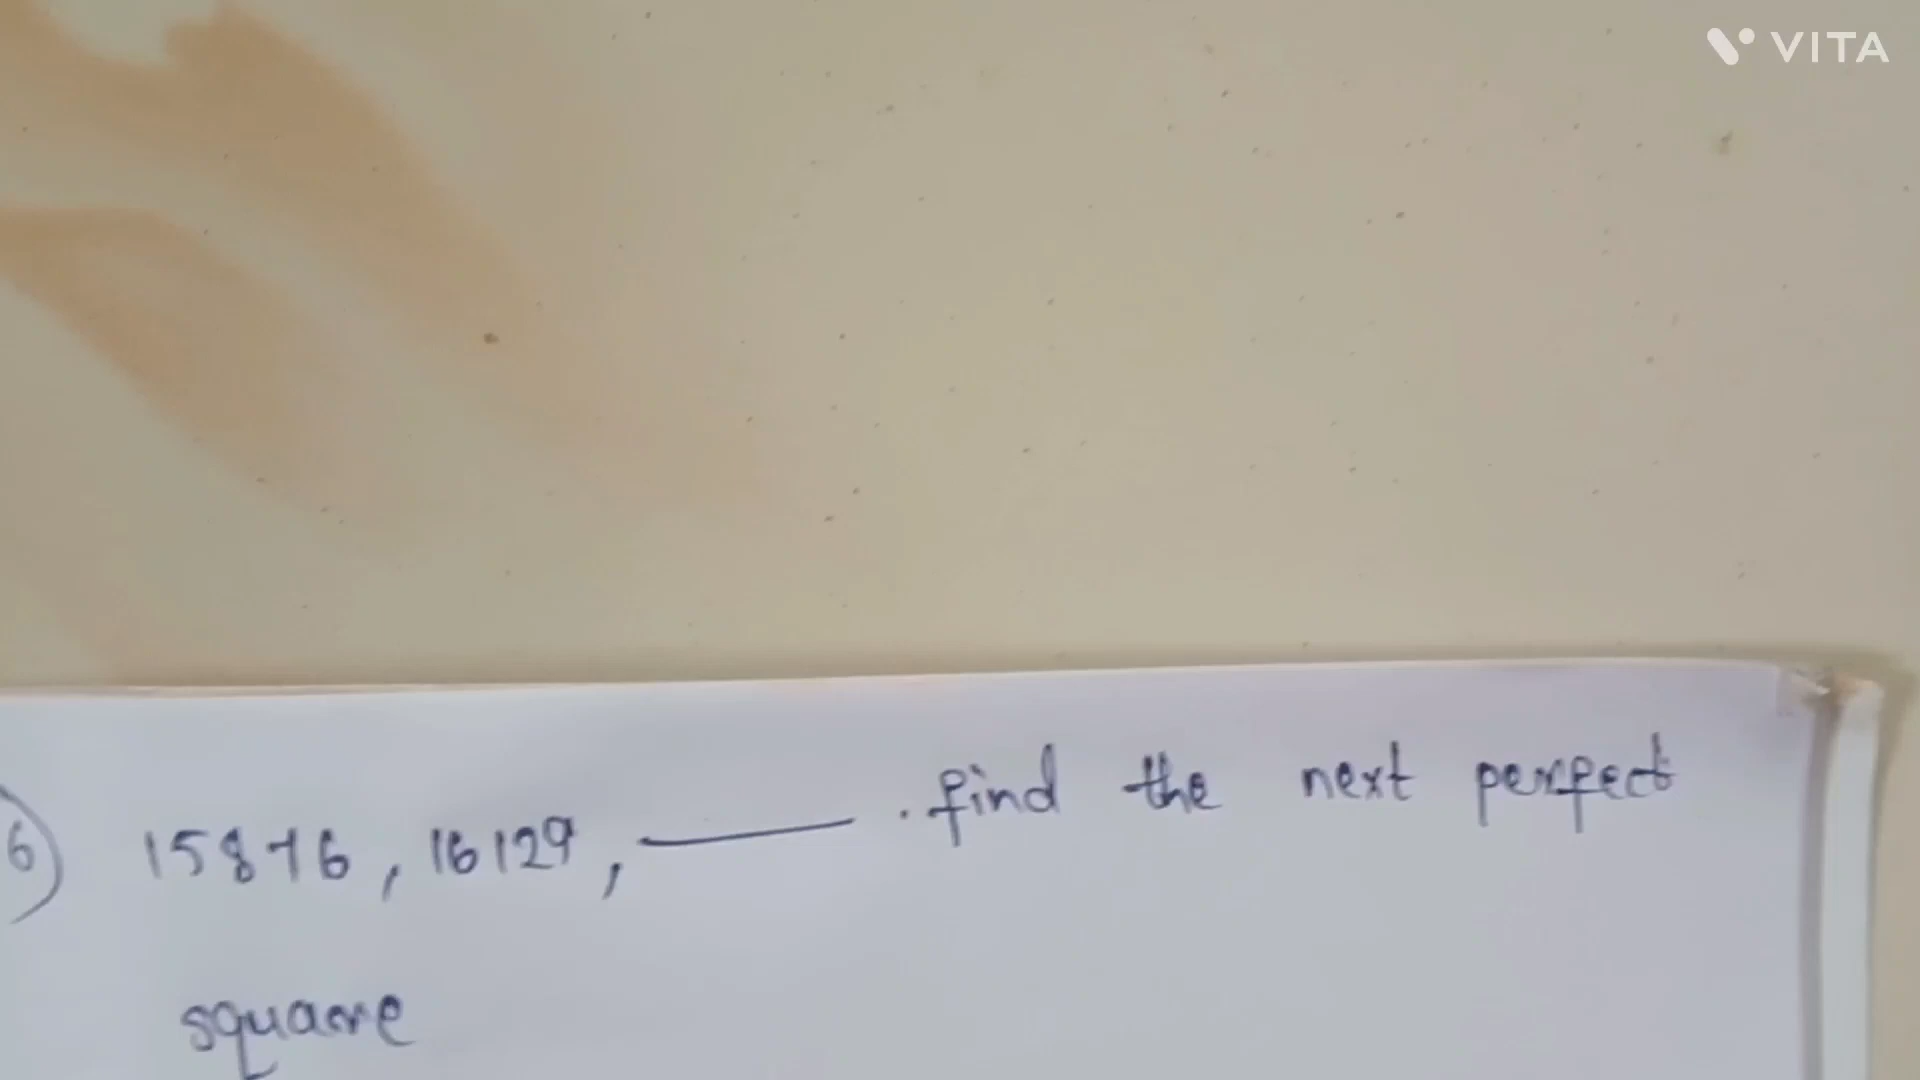 VITA
6) 15876, 16129, ______. find the next perfect
square